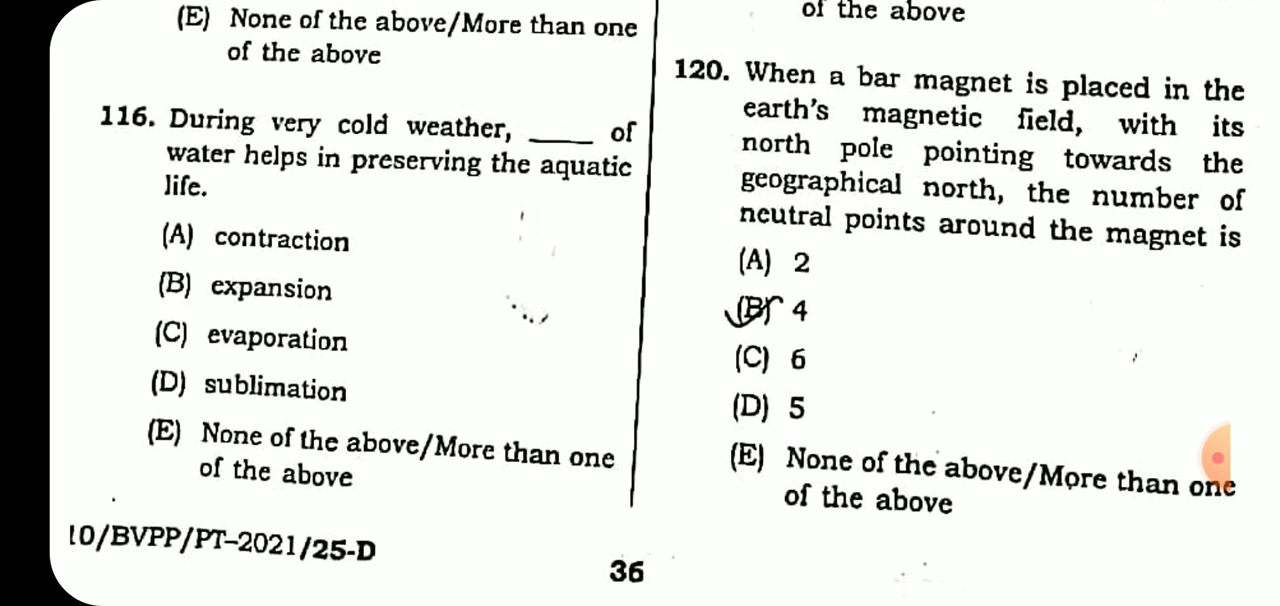 (E) None of the above/More than one
of the above
116. During very cold weather, ____ of
water helps in preserving the aquatic
life.
(A) contraction
(B) expansion
(C) evaporation
(D) sublimation
(E) None of the above/More than one
of the above
10/BVPP/PT–2021/25-D
of the above
120. When a bar magnet is placed in the
earth's magnetic field, with its
north pole pointing towards the
geographical north, the number of
neutral points around the magnet is
(A) 2
(B) 4
(C) 6
(D) 5
(E) None of the above/More than one
of the above
36